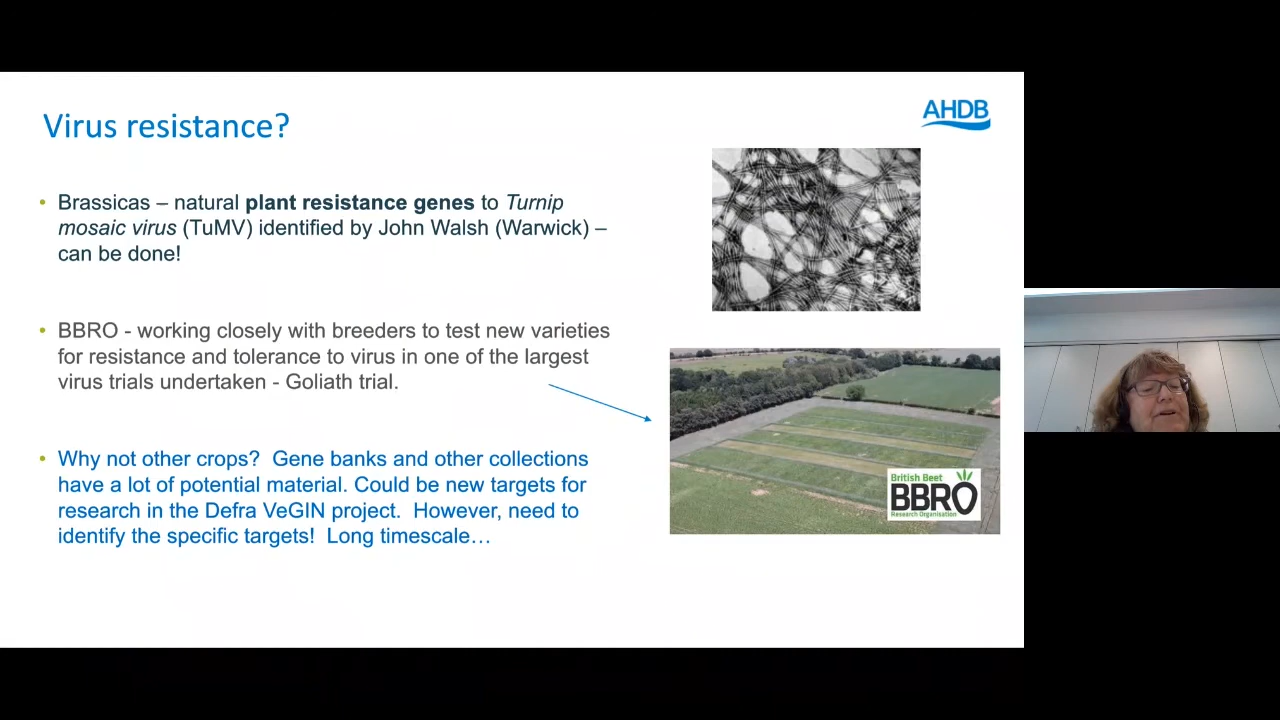 Virus resistance?
AHDB
• Brassicas – natural plant resistance genes to Turnip
mosaic virus (TuMV) identified by John Walsh (Warwick) –
can be done!
• BBRO - working closely with breeders to test new varieties
for resistance and tolerance to virus in one of the largest
virus trials undertaken - Goliath trial.
• Why not other crops?  Gene banks and other collections
have a lot of potential material. Could be new targets for
research in the Defra VeGIN project.  However, need to
identify the specific targets!  Long timescale…
British Beet
BBRO
Research Organisation